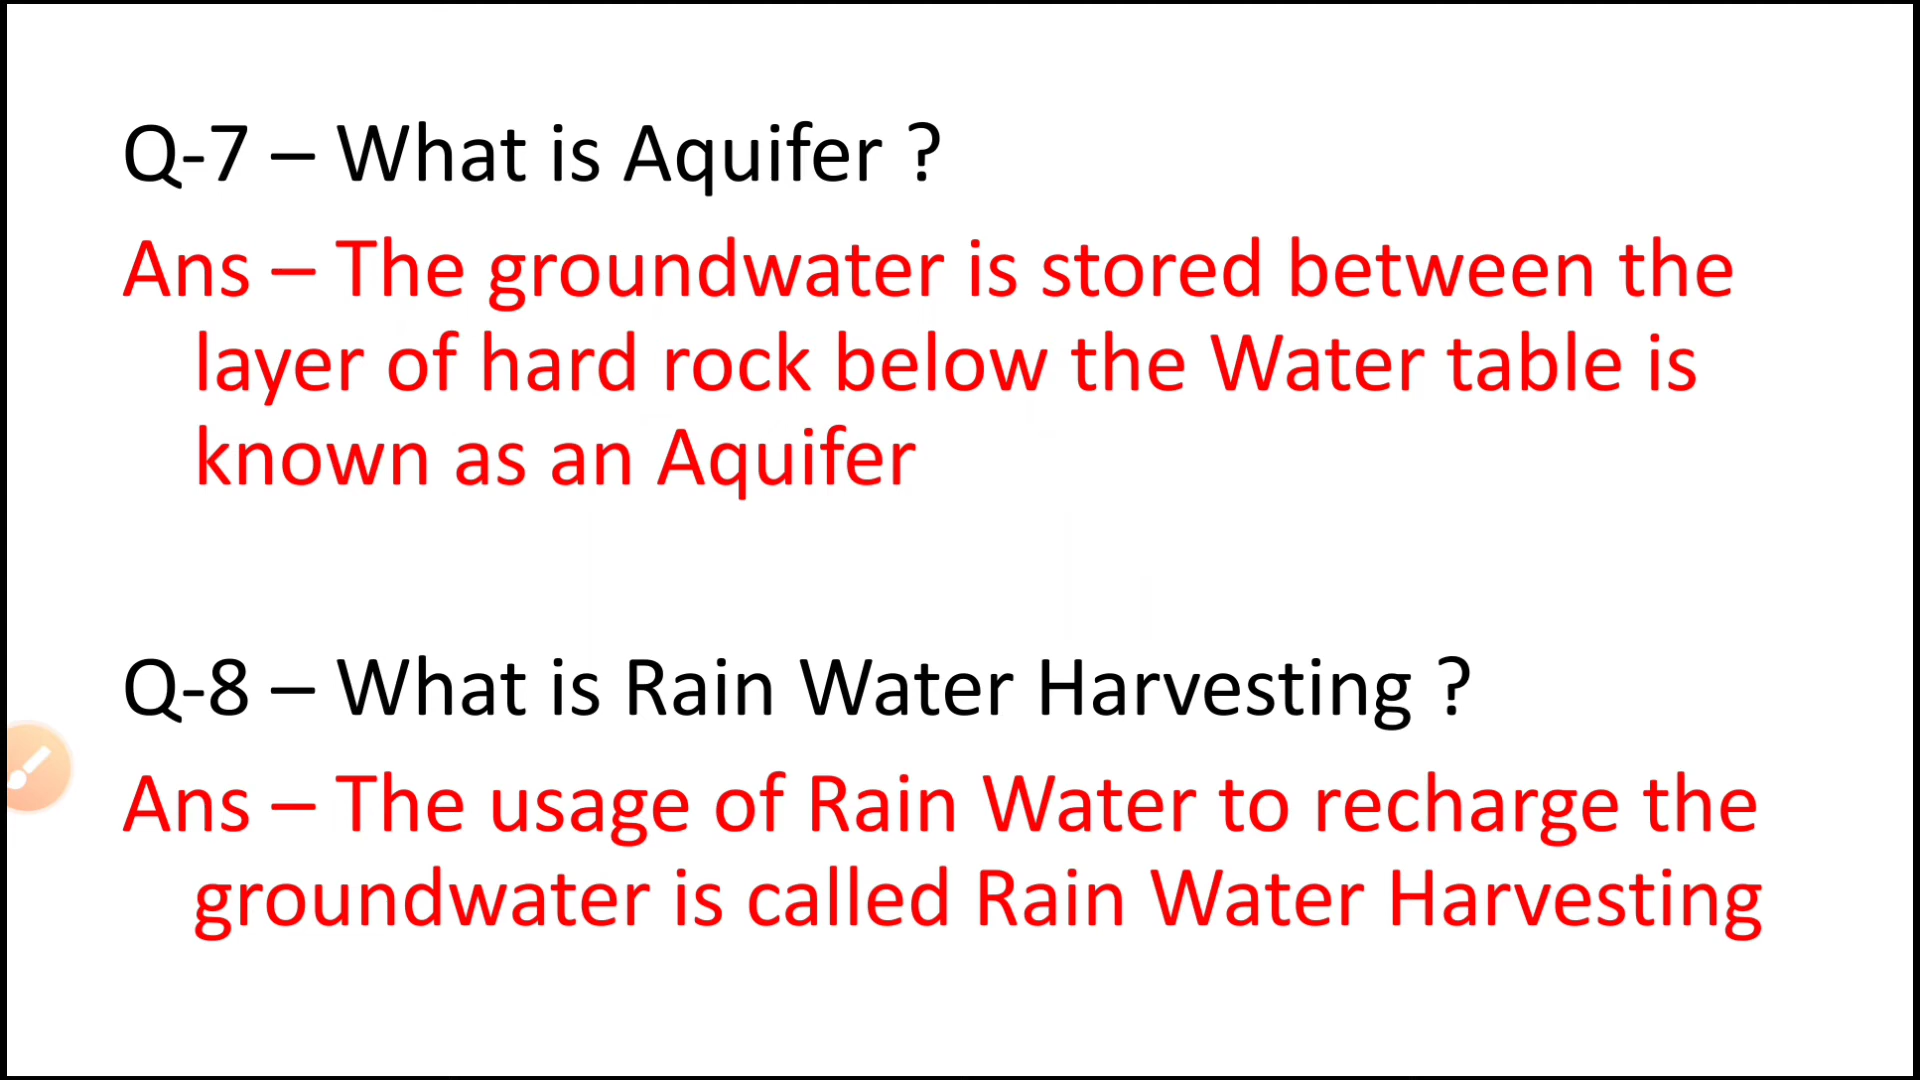 Q-7 – What is Aquifer ?
Ans – The groundwater is stored between the
layer of hard rock below the Water table is
known as an Aquifer
Q-8 – What is Rain Water Harvesting ?
Ans – The usage of Rain Water to recharge the
groundwater is called Rain Water Harvesting